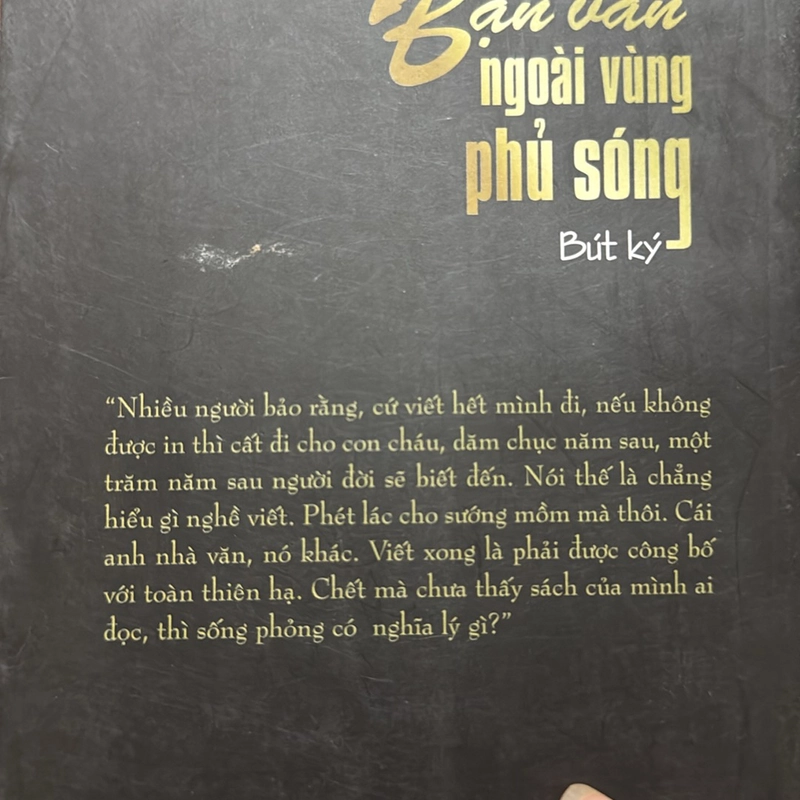 Bạn văn
ngoài vùng
phủ sóng
Bút ký
“Nhiều người bảo rằng, cứ viết hết mình đi, nếu không
được in thì cất đi cho con cháu, dăm chục năm sau, một
trăm năm sau người đời sẽ biết đến. Nói thế là chẳng
hiểu gì nghề viết. Phét lác cho sướng mồm mà thôi. Cái
anh nhà văn, nó khác. Viết xong là phải được công bố
với toàn thiên hạ. Chết mà chưa thấy sách của mình ai
đọc, thì sống phỏng có nghĩa lý gì?”